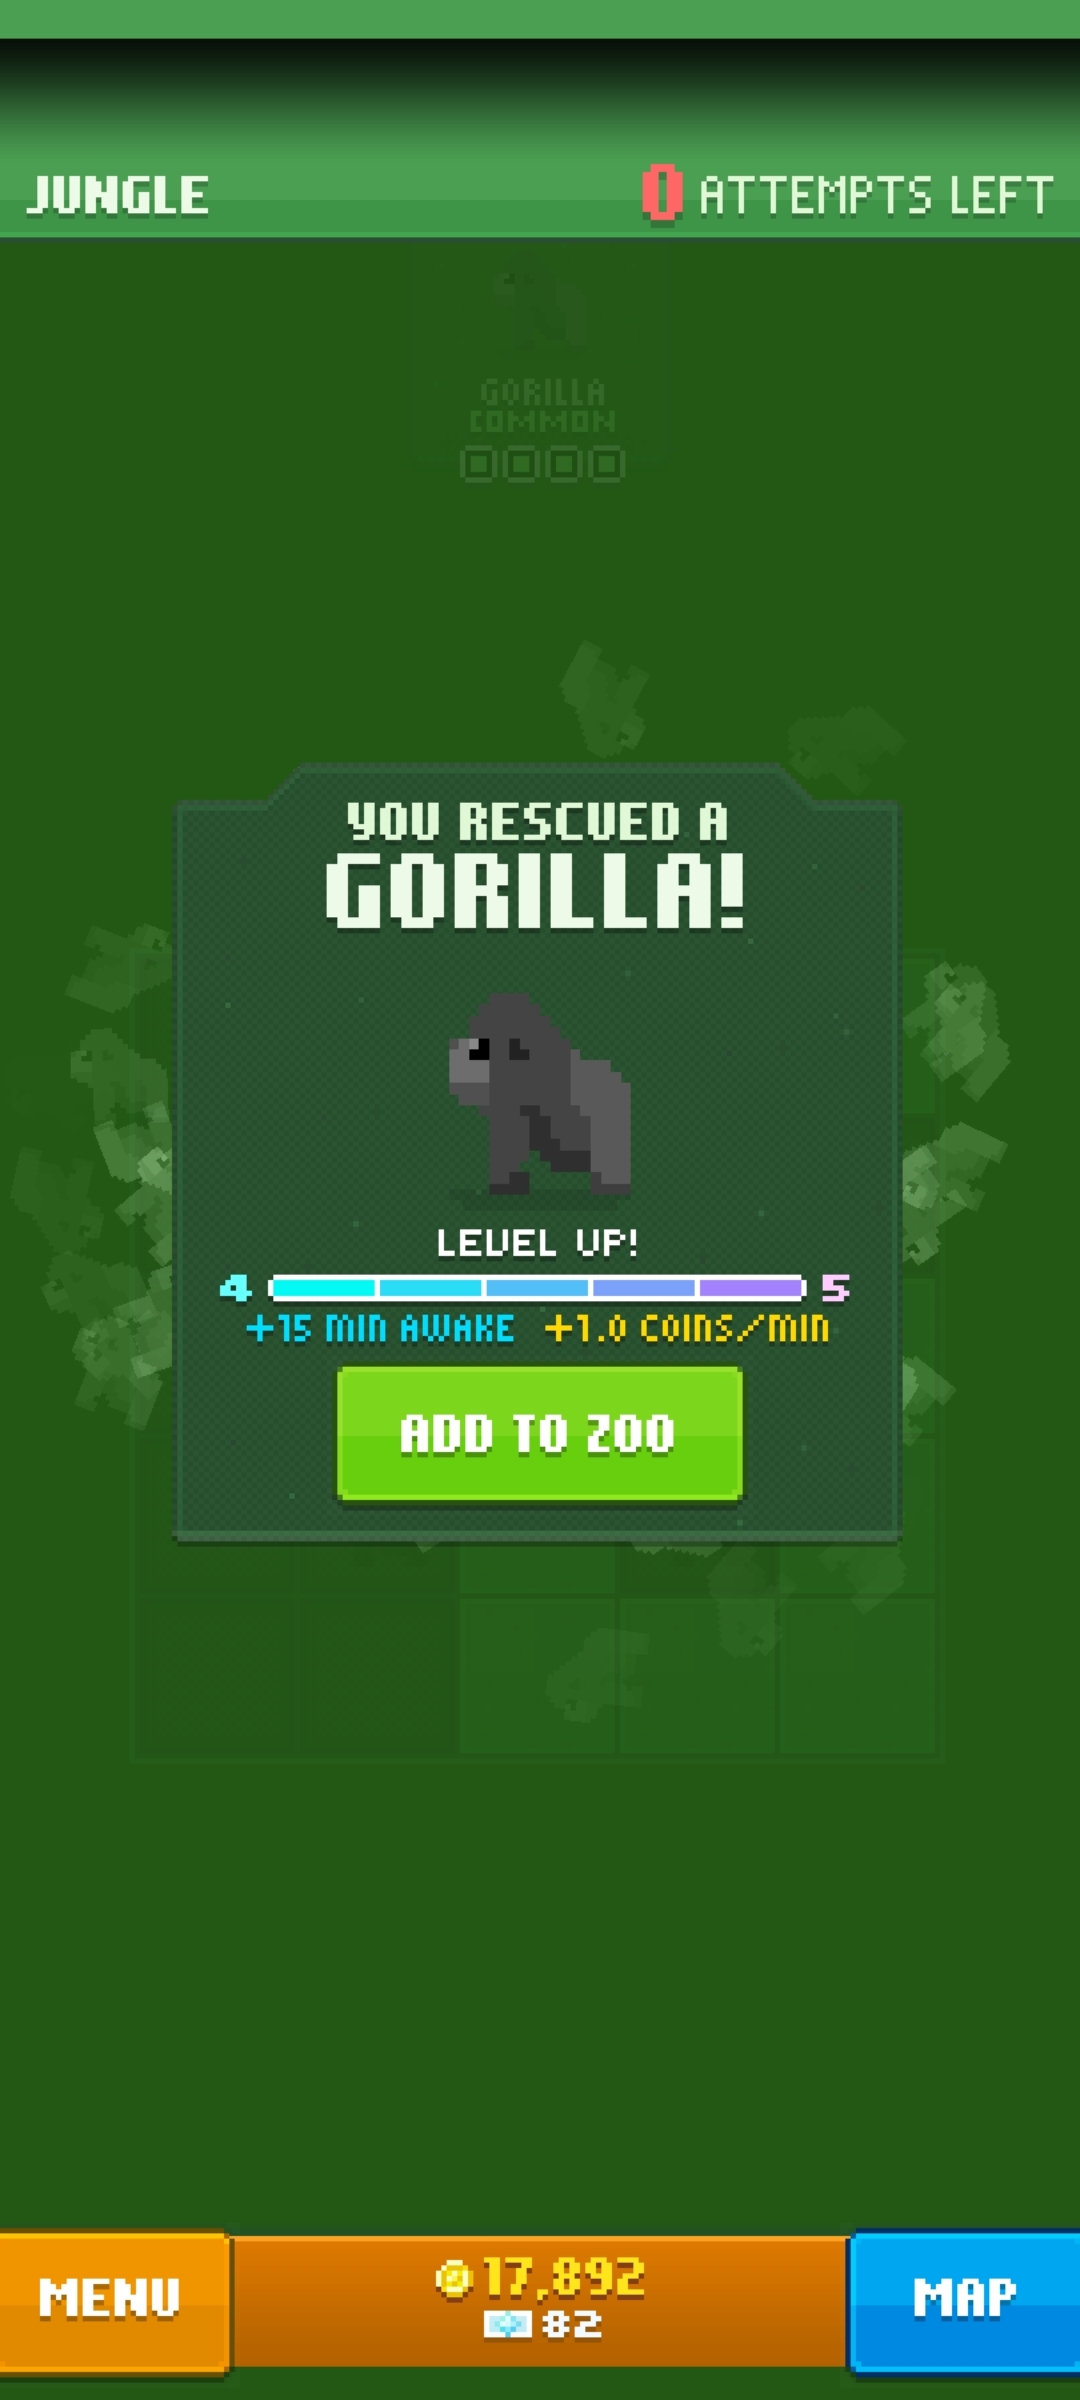 JUNGLE
0 ATTEMPTS LEFT
GORILLA
COMMON
YOU RESCUED A
GORILLA!
LEVEL UP!
4 5
+15 MIN AWAKE +1.0 COINS/MIN
ADD TO ZOO
MENU
17,892
82
MAP